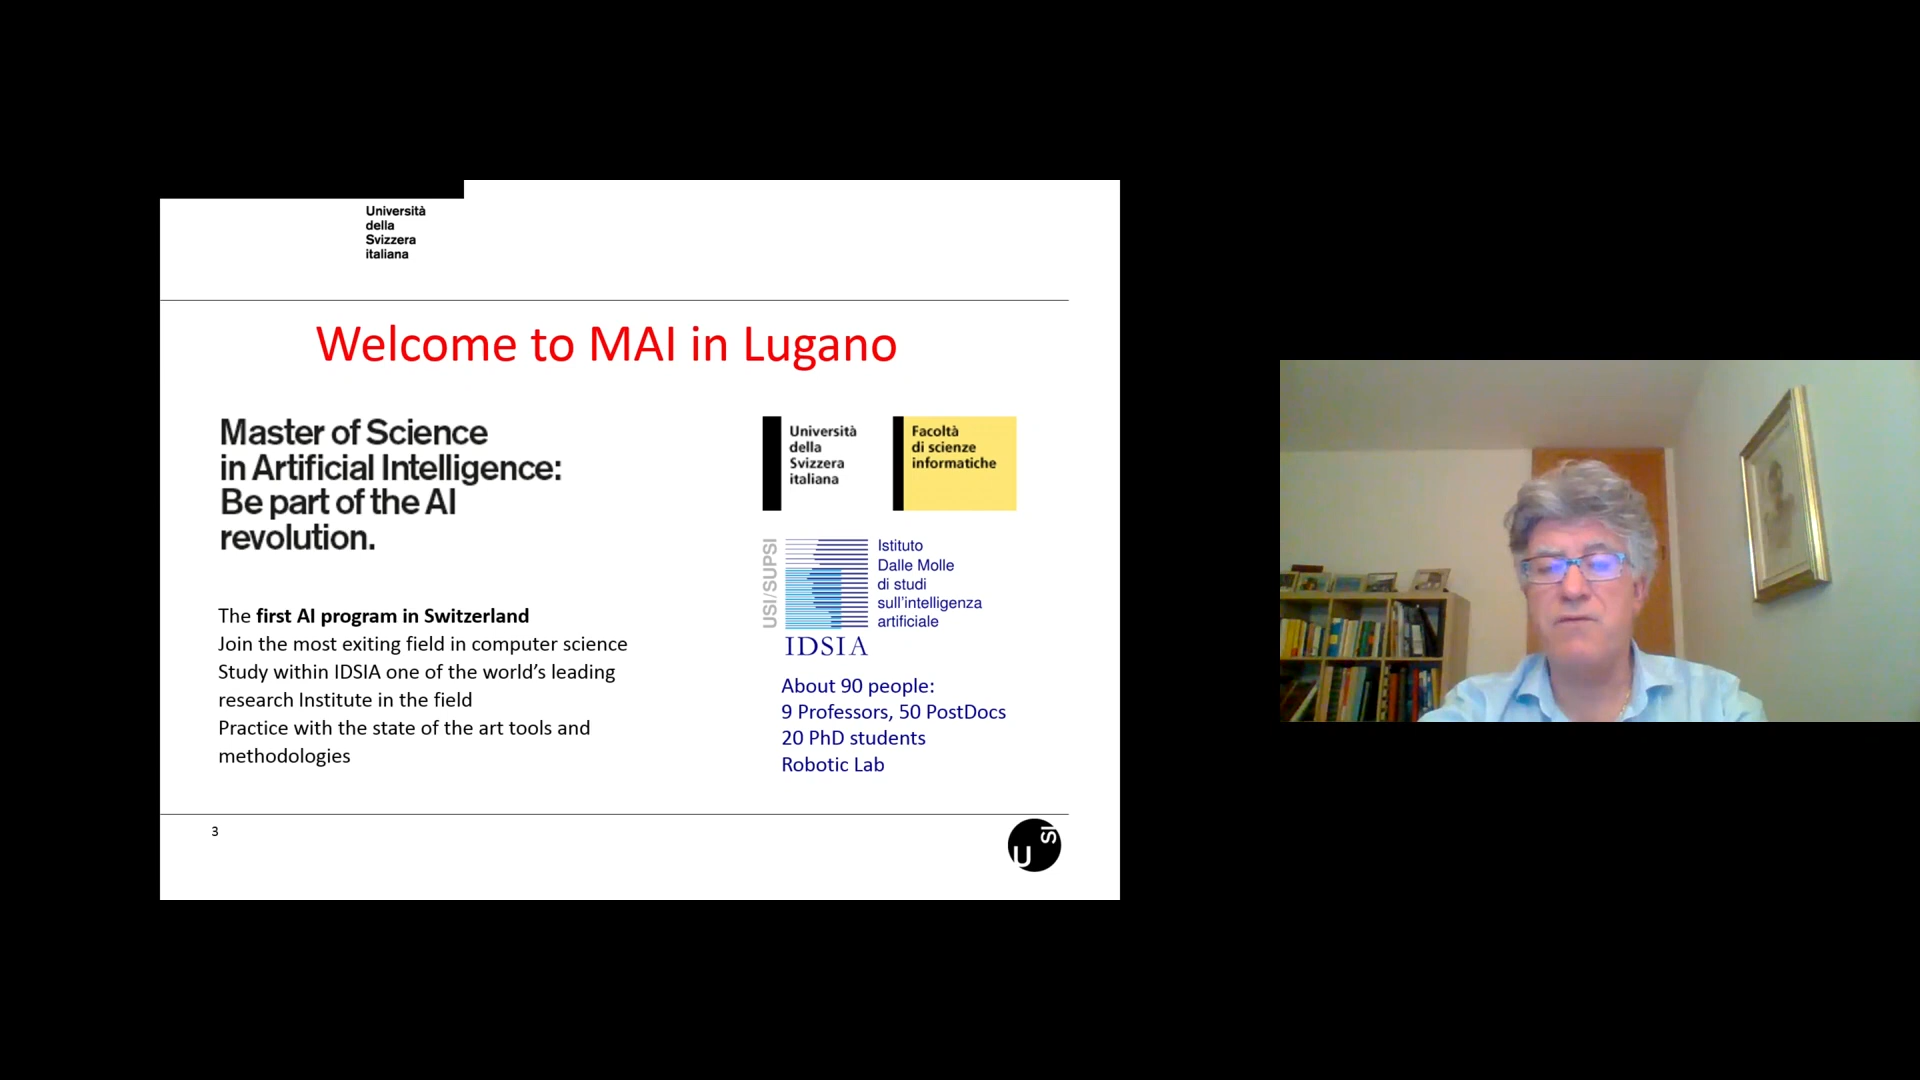 Università
della
Svizzera
italiana
Welcome to MAI in Lugano
Master of Science
in Artificial Intelligence:
Be part of the AI
revolution.
The first AI program in Switzerland
Join the most exiting field in computer science
Study within IDSIA one of the world’s leading
research Institute in the field
Practice with the state of the art tools and
methodologies
Università
della
Svizzera
italiana
Facoltà
di scienze
informatiche
USI/SUPSI
Istituto
Dalle Molle
di studi
sull'intelligenza
artificiale
IDSIA
About 90 people:
9 Professors, 50 PostDocs
20 PhD students
Robotic Lab
3
U
SI